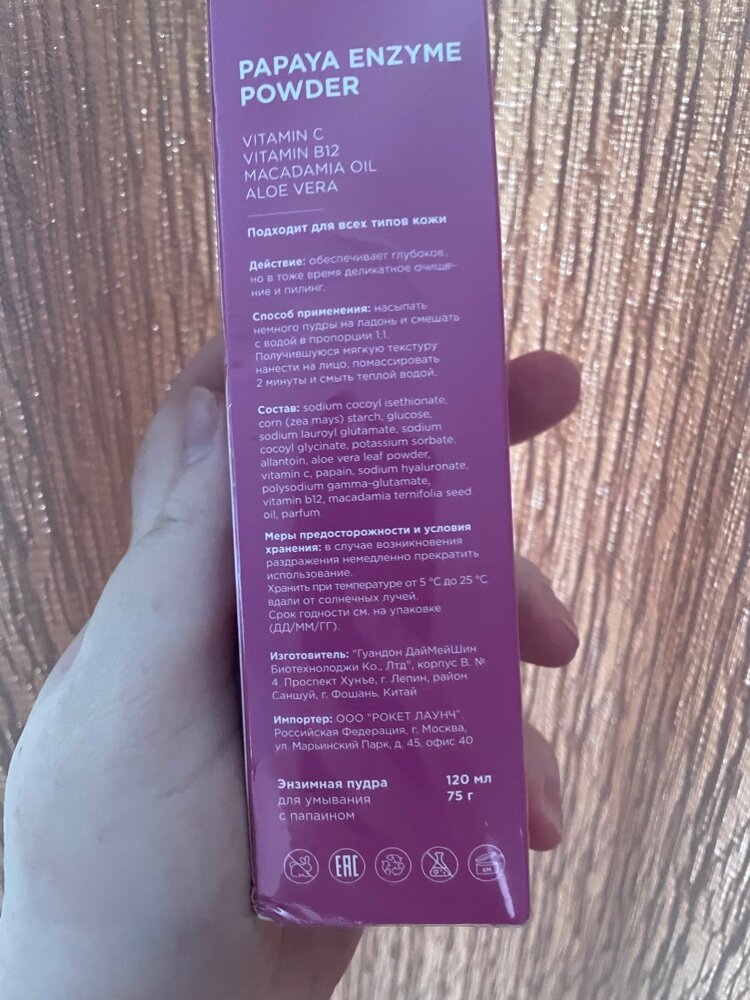 PAPAYA ENZYME
POWDER
VITAMIN C
VITAMIN B12
MACADAMIA OIL
ALOE VERA
Подходит для всех типов кожи
Действие: обеспечивает глубокое,
но в тоже время деликатное очище-
ние и пилинг.
Способ применения: насыпать
немного пудры на ладонь и смешать
с водой в пропорции 1:1.
Получившуюся мягкую текстуру
нанести на лицо, помассировать
2 минуты и смыть теплой водой.
Состав: sodium cocoyl isethionate,
corn (zea mays) starch, glucose,
sodium lauroyl glutamate, sodium
cocoyl glycinate, potassium sorbate,
allantoin, aloe vera leaf powder,
vitamin c, papain, sodium hyaluronate,
polysodium gamma-glutamate,
vitamin b12, macadamia ternifolia seed
oil, parfum
Меры предосторожности и условия
хранения: в случае возникновения
раздражения немедленно прекратить
использование.
Хранить при температуре от 5 °C до 25 °C
вдали от солнечных лучей.
Срок годности см. на упаковке
(ДД/ММ/ГГ).
Изготовитель: "Гуандон ДайМейШин
Биотехнолоджи Ко., Лтд", корпус В, №
4, Проспект Хунъе, г. Лепин, район
Саншуй, г. Фошань, Китай
Импортер: ООО "РОКЕТ ЛАУНЧ",
Российская Федерация, г. Москва,
ул. Марьинский Парк, д. 45, офис 40
Энзимная пудра 120 мл
для умывания 75 г
с папаином
EAC
6M